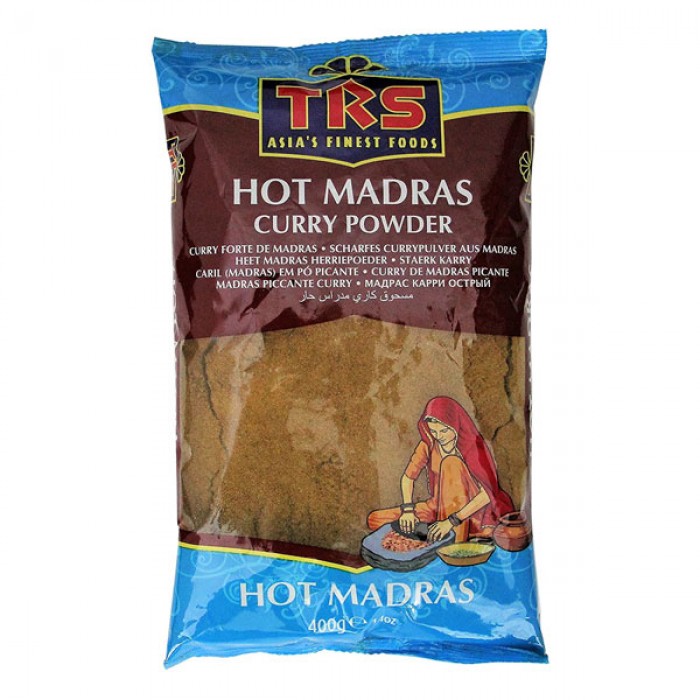 TRS
ASIA'S FINEST FOODS
HOT MADRAS
CURRY POWDER
CURRY FORTE DE MADRAS • SCHARFES CURRYPULVER AUS MADRAS
HEET MADRAS HERRIEPOEDER • STAERK KARRY
CARIL (MADRAS) EM PÓ PICANTE • CURRY DE MADRAS PICANTE
MADRAS PICCANTE CURRY • МАДРАС КАРРИ ОСТРЫЙ
مسحوق كاري مدراس حار
HOT MADRAS
400g